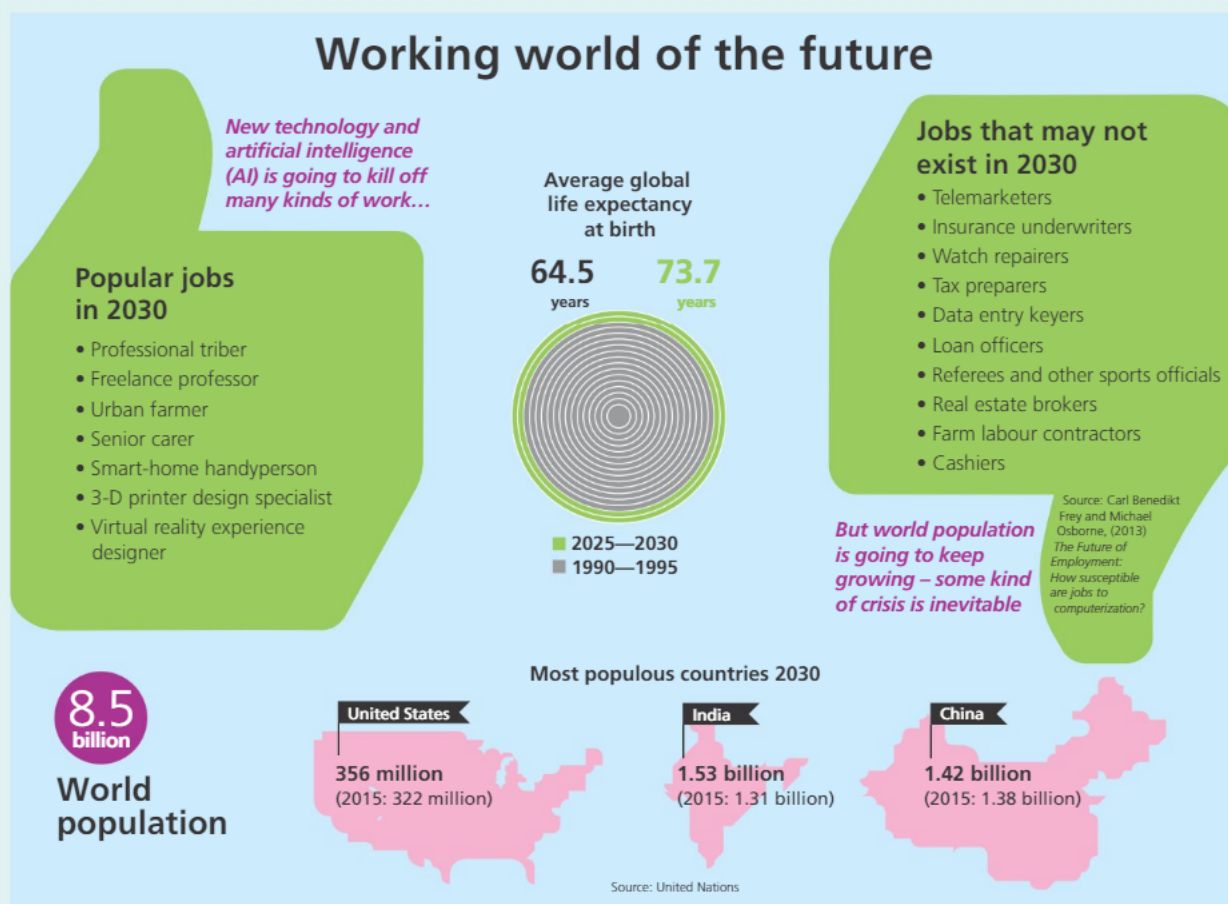 Working world of the future
New technology and
artificial intelligence
(AI) is going to kill off
many kinds of work...
Popular jobs
in 2030
• Professional triber
• Freelance professor
• Urban farmer
• Senior carer
• Smart-home handyperson
• 3-D printer design specialist
• Virtual reality experience
designer
Average global
life expectancy
at birth
64.5
years
73.7
years
2025—2030
1990—1995
Jobs that may not
exist in 2030
• Telemarketers
• Insurance underwriters
• Watch repairers
• Tax preparers
• Data entry keyers
• Loan officers
• Referees and other sports officials
• Real estate brokers
• Farm labour contractors
• Cashiers
Source: Carl Benedikt
Frey and Michael
Osborne, (2013)
The Future of
Employment:
How susceptible
are jobs to
computerization?
But world population
is going to keep
growing – some kind
of crisis is inevitable
8.5
billion
World
population
Most populous countries 2030
United States
356 million
(2015: 322 million)
India
1.53 billion
(2015: 1.31 billion)
China
1.42 billion
(2015: 1.38 billion)
Source: United Nations